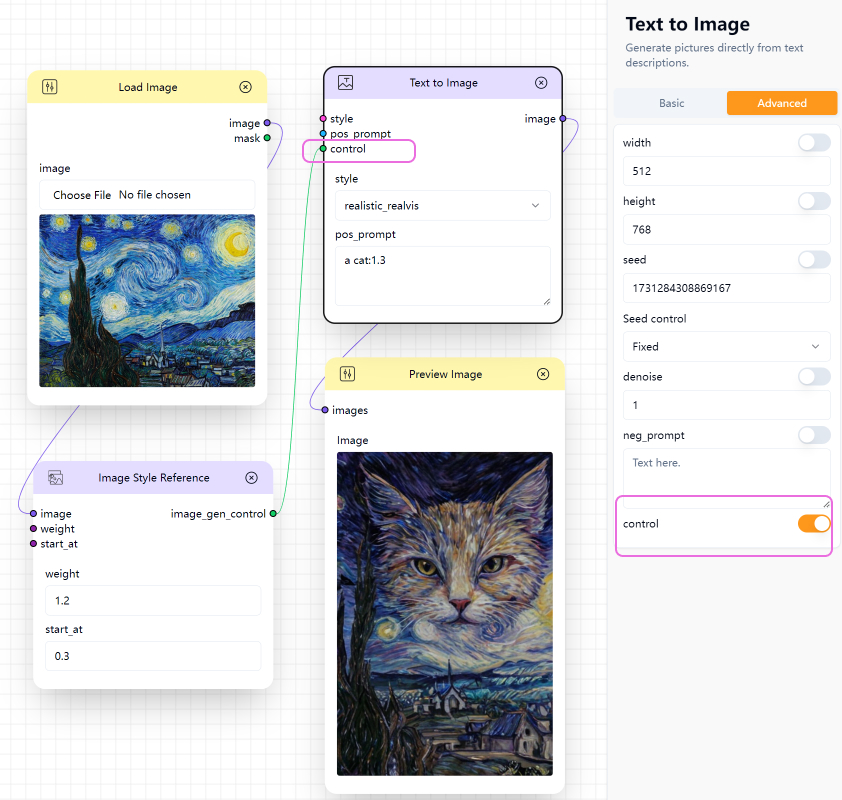 Load Image
image
mask
image
Choose File No file chosen
Image Style Reference
image
image_gen_control
weight
start_at
weight
1.2
start_at
0.3
Text to Image
style
image
pos_prompt
control
style
realistic_realvis
pos_prompt
a cat:1.3
Preview Image
images
Image
Text to Image
Generate pictures directly from text
descriptions.
Basic
Advanced
width
512
height
768
seed
1731284308869167
Seed control
Fixed
denoise
1
neg_prompt
Text here.
control